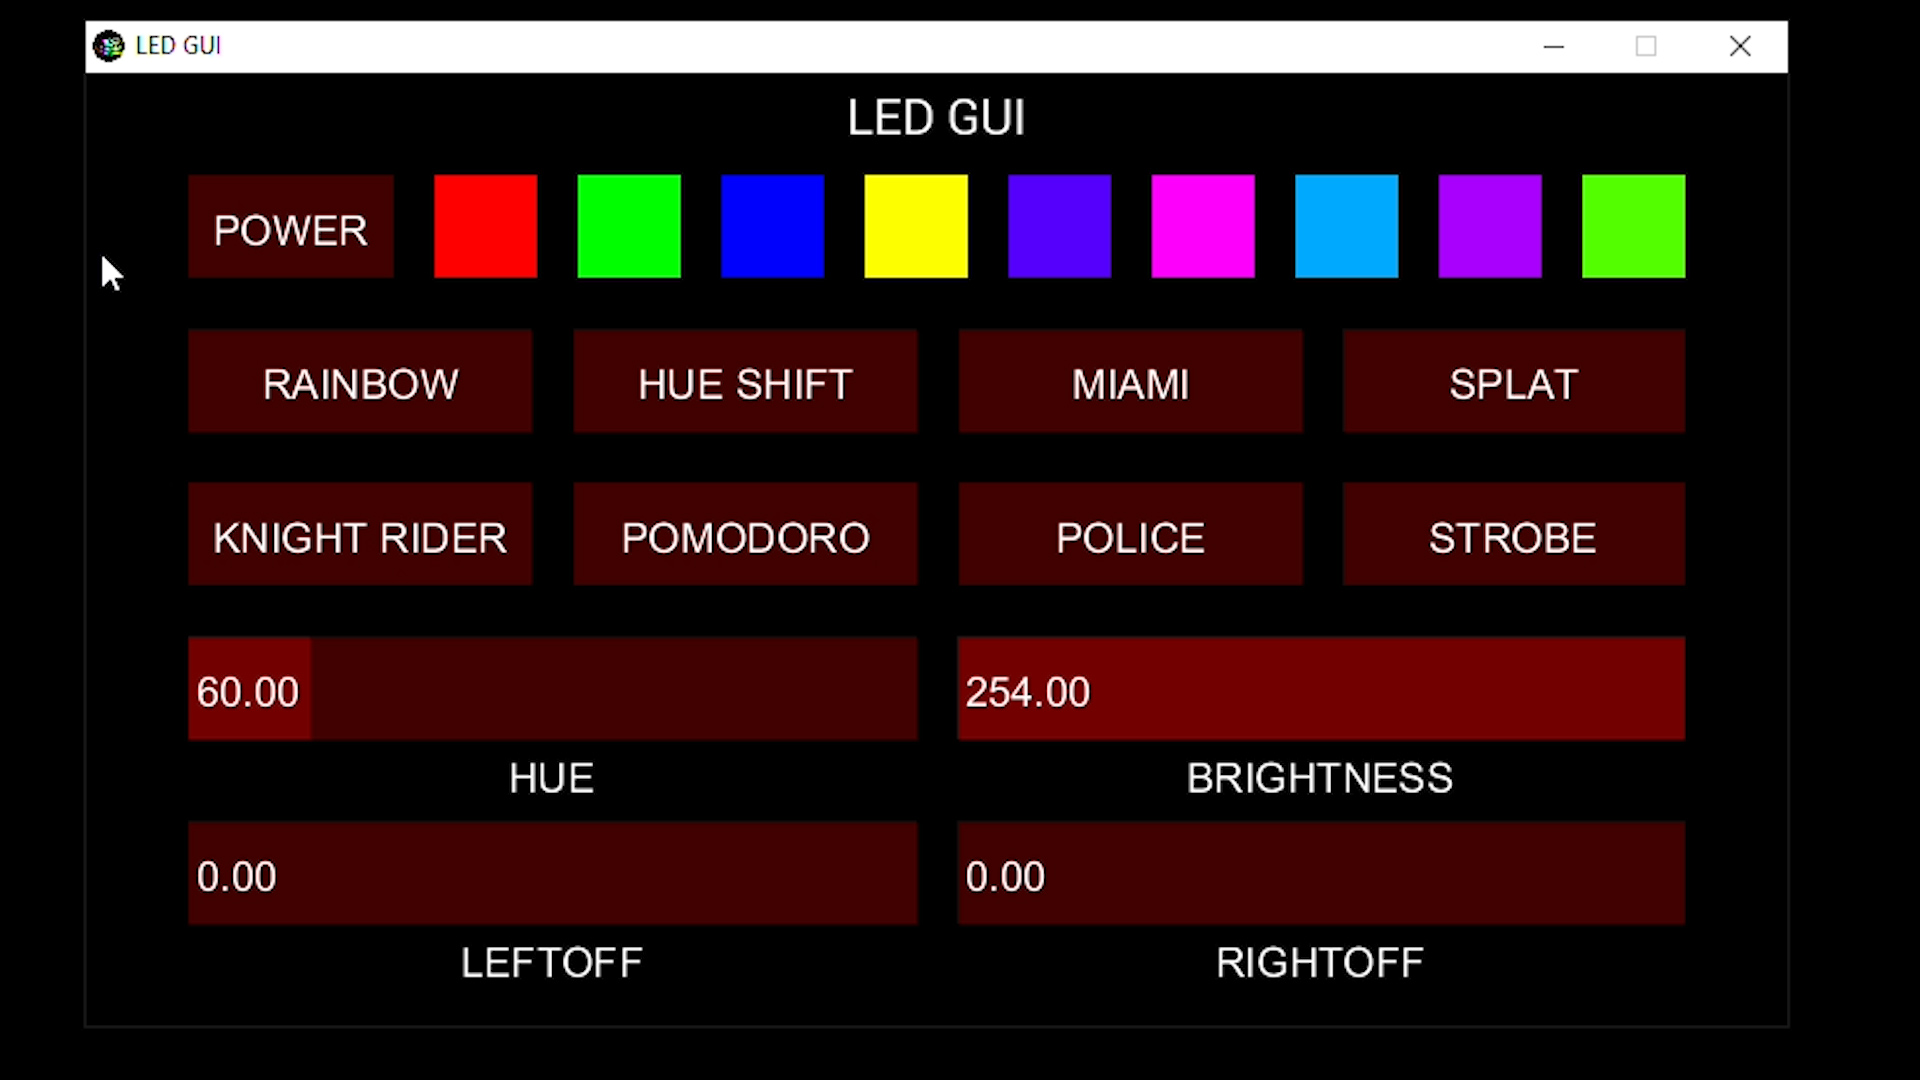 LED GUI
LED GUI
POWER
RAINBOW HUE SHIFT MIAMI SPLAT
KNIGHT RIDER POMODORO POLICE STROBE
60.00 254.00
HUE BRIGHTNESS
0.00 0.00
LEFTOFF RIGHTOFF